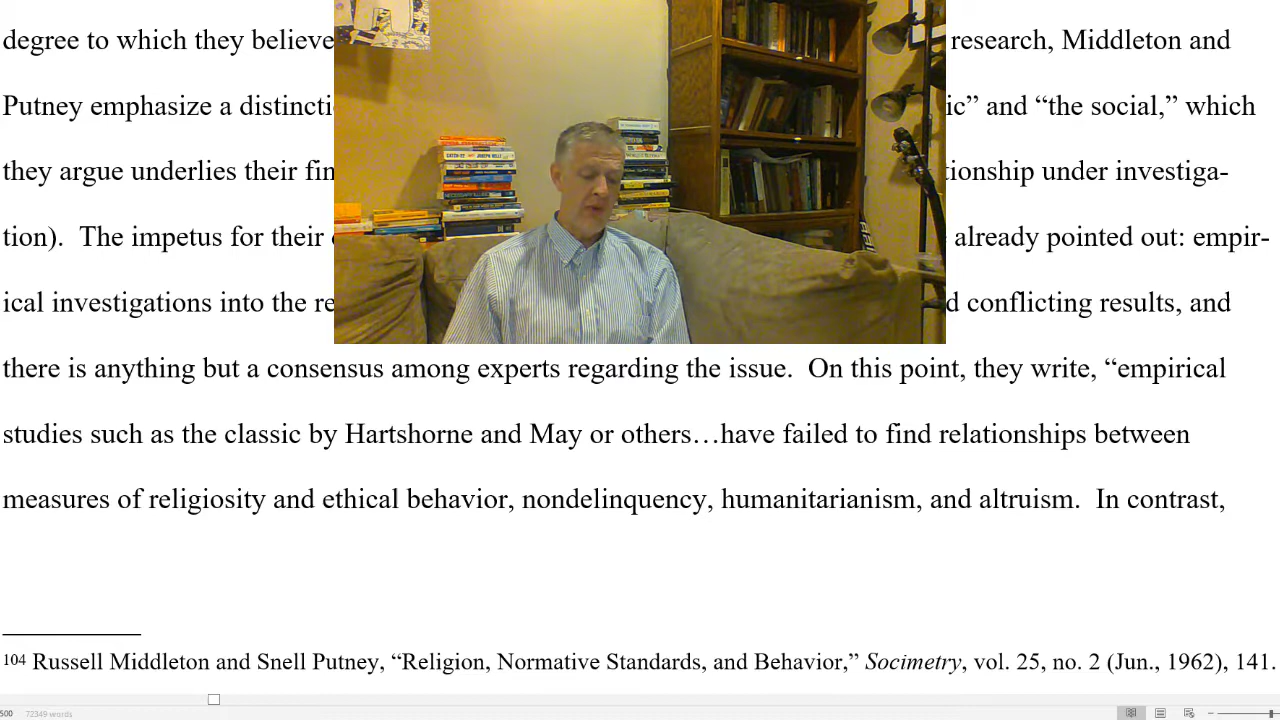 degree to which they believe research, Middleton and
Putney emphasize a distincti ic” and “the social,” which
they argue underlies their fin tionship under investiga-
tion).  The impetus for their already pointed out: empir-
ical investigations into the re d conflicting results, and
there is anything but a consensus among experts regarding the issue.  On this point, they write, “empirical
studies such as the classic by Hartshorne and May or others…have failed to find relationships between
measures of religiosity and ethical behavior, nondelinquency, humanitarianism, and altruism.  In contrast,
104 Russell Middleton and Snell Putney, “Religion, Normative Standards, and Behavior,” Socimetry, vol. 25, no. 2 (Jun., 1962), 141.
500 72349 words